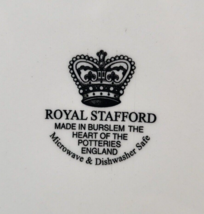 ROYAL STAFFORD
MADE IN BURSLEM THE
HEART OF THE
POTTERIES
ENGLAND
Microwave & Dishwasher Safe